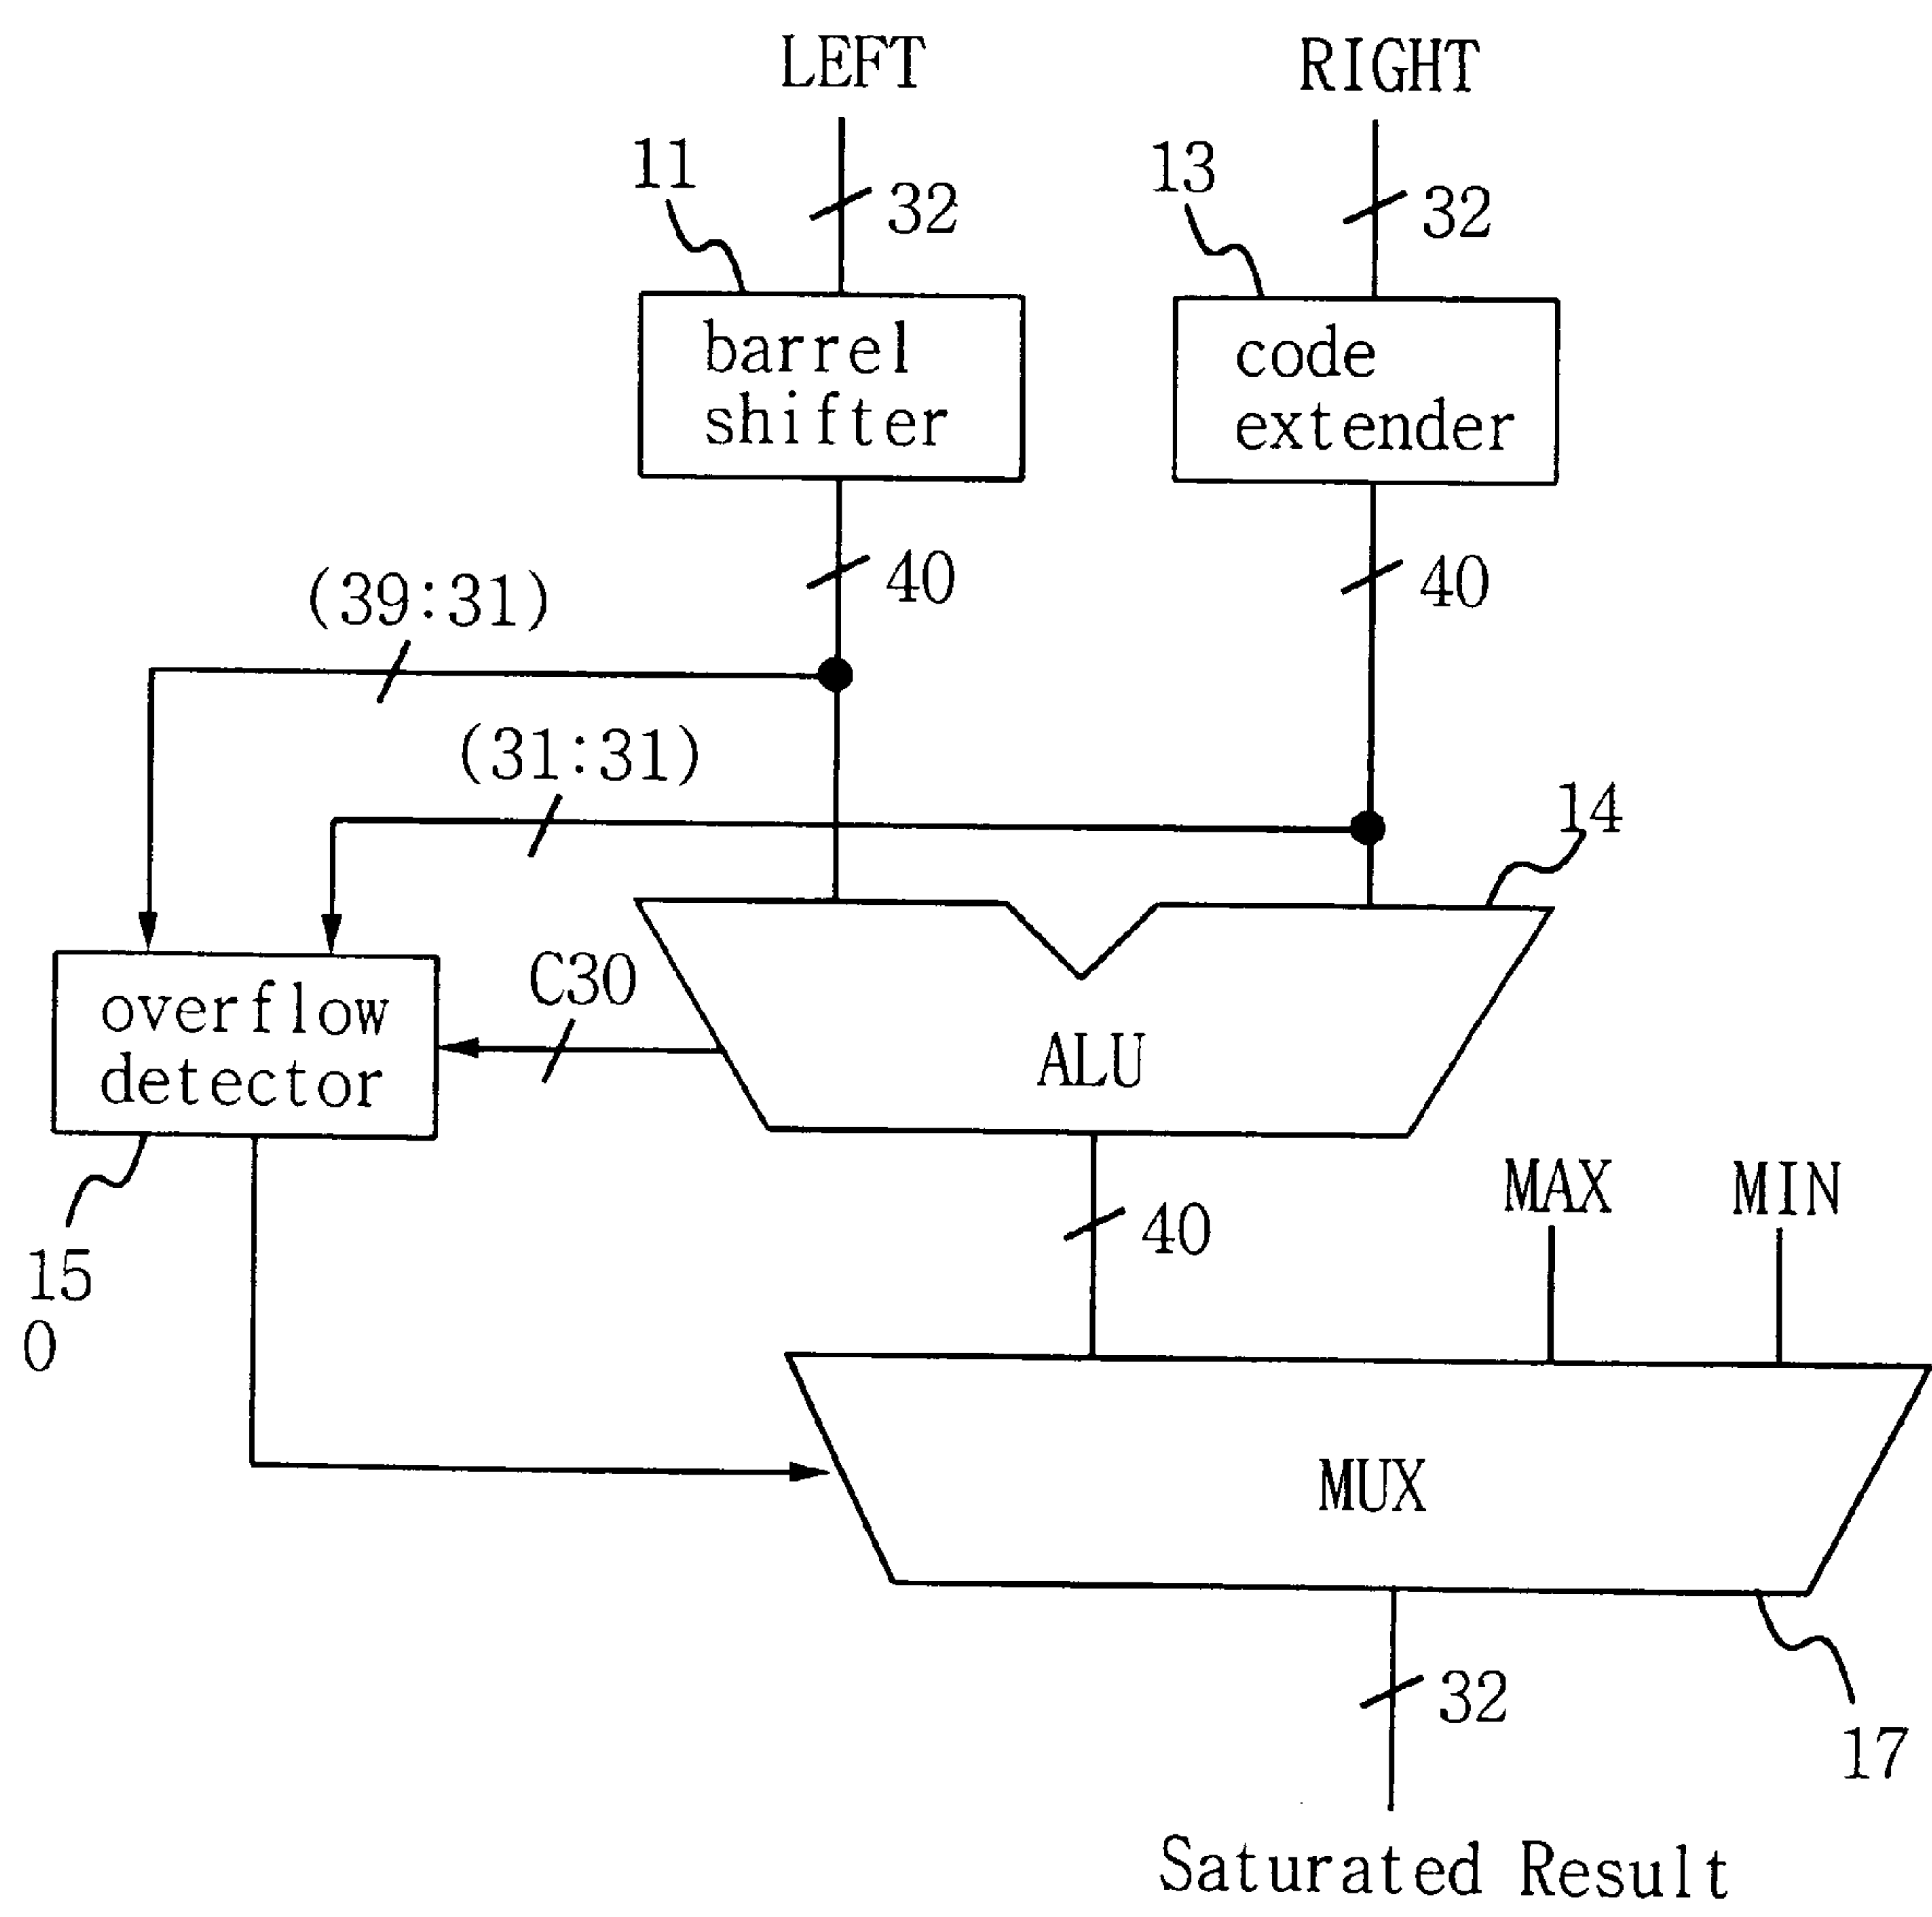 LEFT
RIGHT
11
32
13
32
barrel
shifter
code
extender
40
40
(39:31)
(31:31)
14
C30
overflow
detector
ALU
15
0
40
MAX
MIN
MUX
32
17
Saturated Result